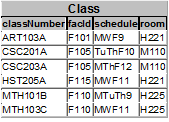 Class
classNumber facId schedule room
ART103A F101 MWF9 H221
CSC201A F105 TuThF10 M110
CSC203A F105 MThF12 M110
HST205A F115 MWF11 H221
MTH101B F110 MTuTh9 H225
MTH103C F110 MWF11 H225